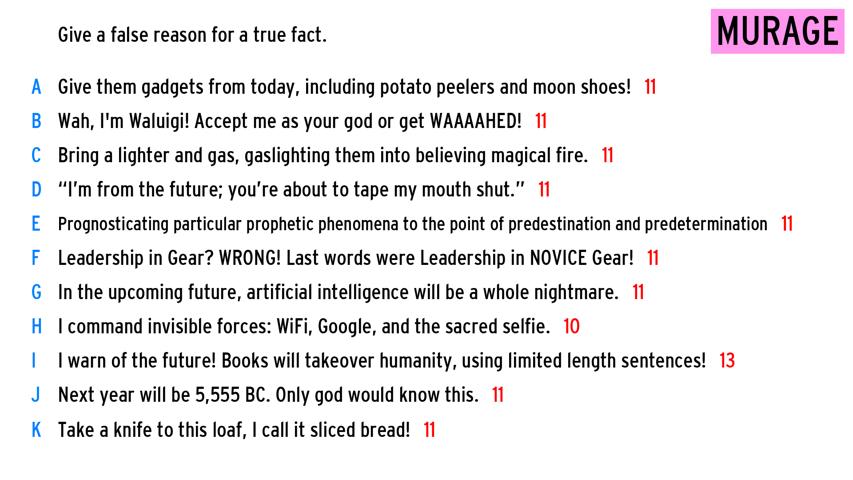 Give a false reason for a true fact.
MURAGE
A Give them gadgets from today, including potato peelers and moon shoes! 11
B Wah, I'm Waluigi! Accept me as your god or get WAAAAHED! 11
C Bring a lighter and gas, gaslighting them into believing magical fire. 11
D “I’m from the future; you’re about to tape my mouth shut.” 11
E Prognosticating particular prophetic phenomena to the point of predestination and predetermination 11
F Leadership in Gear? WRONG! Last words were Leadership in NOVICE Gear! 11
G In the upcoming future, artificial intelligence will be a whole nightmare. 11
H I command invisible forces: WiFi, Google, and the sacred selfie. 10
I I warn of the future! Books will takeover humanity, using limited length sentences! 13
J Next year will be 5,555 BC. Only god would know this. 11
K Take a knife to this loaf, I call it sliced bread! 11